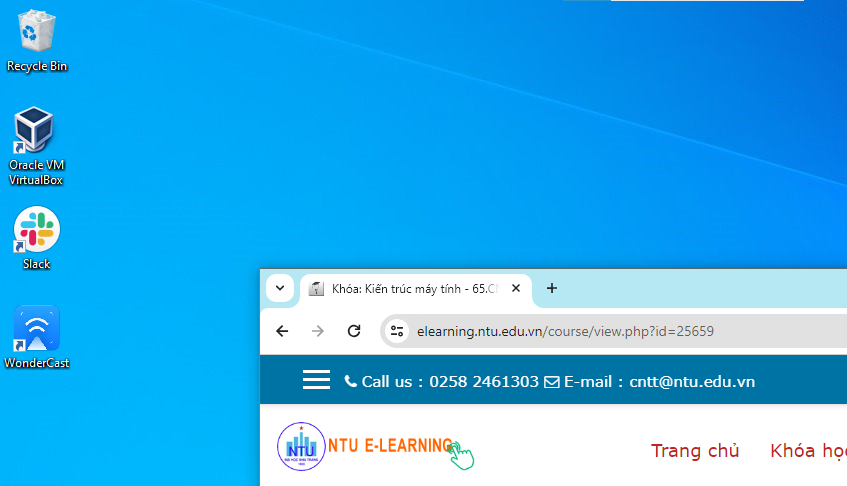 Recycle Bin
Oracle VM
VirtualBox
Slack
WonderCast
Khóa: Kiến trúc máy tính - 65.CN
elearning.ntu.edu.vn/course/view.php?id=25659
Call us : 0258 2461303 E-mail : cntt@ntu.edu.vn
NTU
NTU E-LEARNING
Trang chủ Khóa học